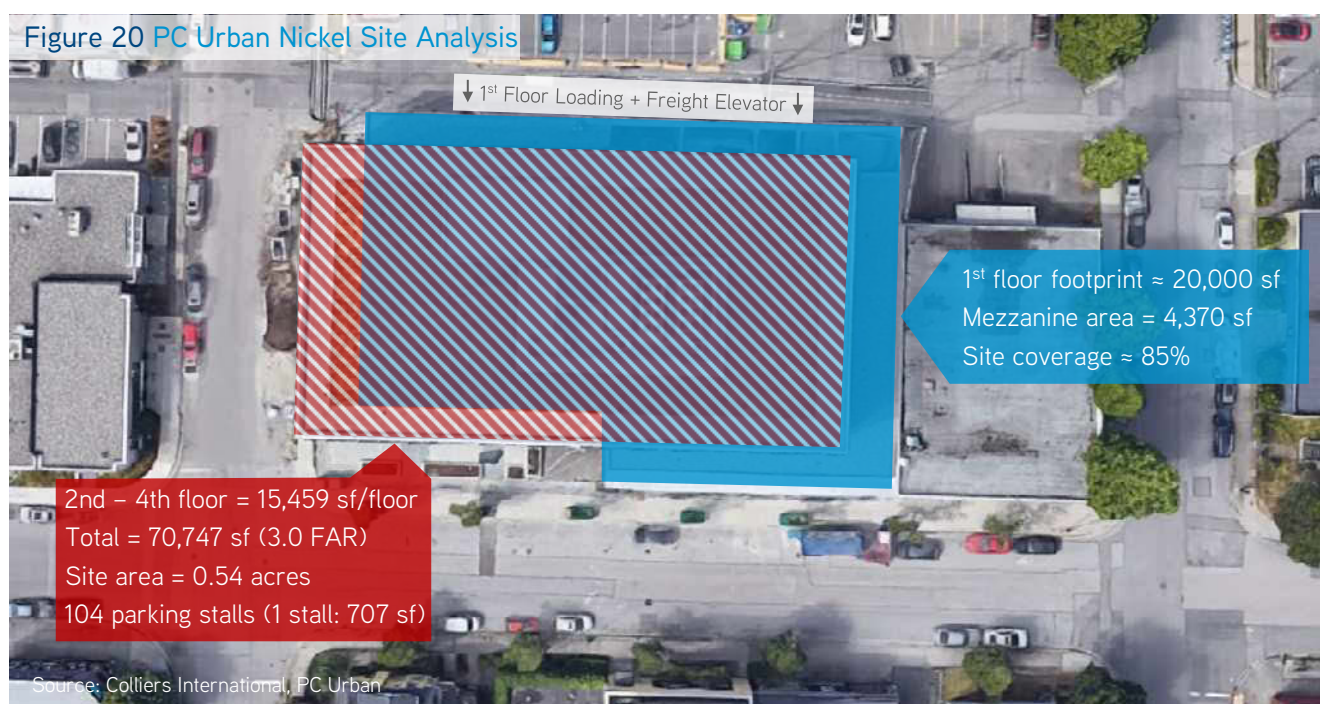 Figure 20 PC Urban Nickel Site Analysis
↓ 1st Floor Loading + Freight Elevator ↓
1st floor footprint ≈ 20,000 sf
Mezzanine area = 4,370 sf
Site coverage ≈ 85%
2nd – 4th floor = 15,459 sf/floor
Total = 70,747 sf (3.0 FAR)
Site area = 0.54 acres
104 parking stalls (1 stall: 707 sf)
Source: Colliers International, PC Urban